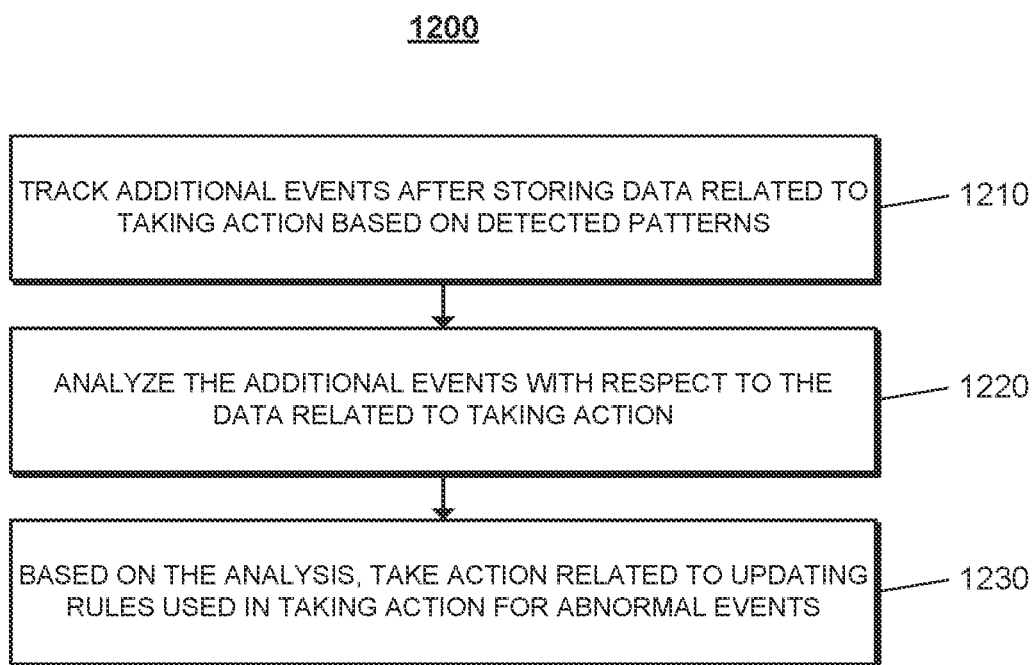 1200
TRACK ADDITIONAL EVENTS AFTER STORING DATA RELATED TO
TAKING ACTION BASED ON DETECTED PATTERNS
1210
ANALYZE THE ADDITIONAL EVENTS WITH RESPECT TO THE
DATA RELATED TO TAKING ACTION
1220
BASED ON THE ANALYSIS, TAKE ACTION RELATED TO UPDATING
RULES USED IN TAKING ACTION FOR ABNORMAL EVENTS
1230